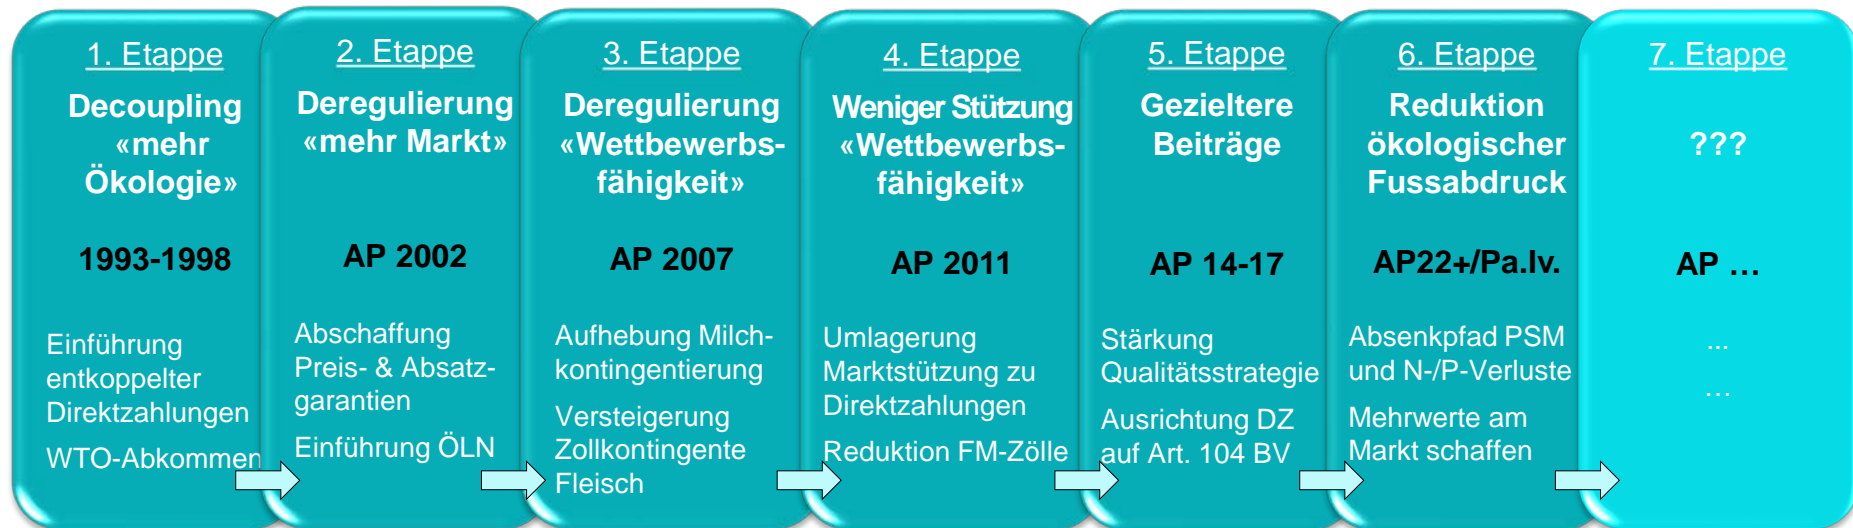 1. Etappe
Decoupling
«mehr
Ökologie»
1993-1998
Einführung
entkoppelter
Direktzahlungen
WTO-Abkommen
2. Etappe
Deregulierung
«mehr Markt»
AP 2002
Abschaffung
Preis- & Absatz-
garantien
Einführung ÖLN
3. Etappe
Deregulierung
«Wettbewerbs-
fähigkeit»
AP 2007
Aufhebung Milch-
kontingentierung
Versteigerung
Zollkontingente
Fleisch
4. Etappe
Weniger Stützung
«Wettbewerbs-
fähigkeit»
AP 2011
Umlagerung
Marktstützung zu
Direktzahlungen
Reduktion FM-Zölle
5. Etappe
Gezieltere
Beiträge
AP 14-17
Stärkung
Qualitätsstrategie
Ausrichtung DZ
auf Art. 104 BV
6. Etappe
Reduktion
ökologischer
Fussabdruck
AP22+/Pa.Iv.
Absenkpfad PSM
und N-/P-Verluste
Mehrwerte am
Markt schaffen
7. Etappe
???
AP …
...
…